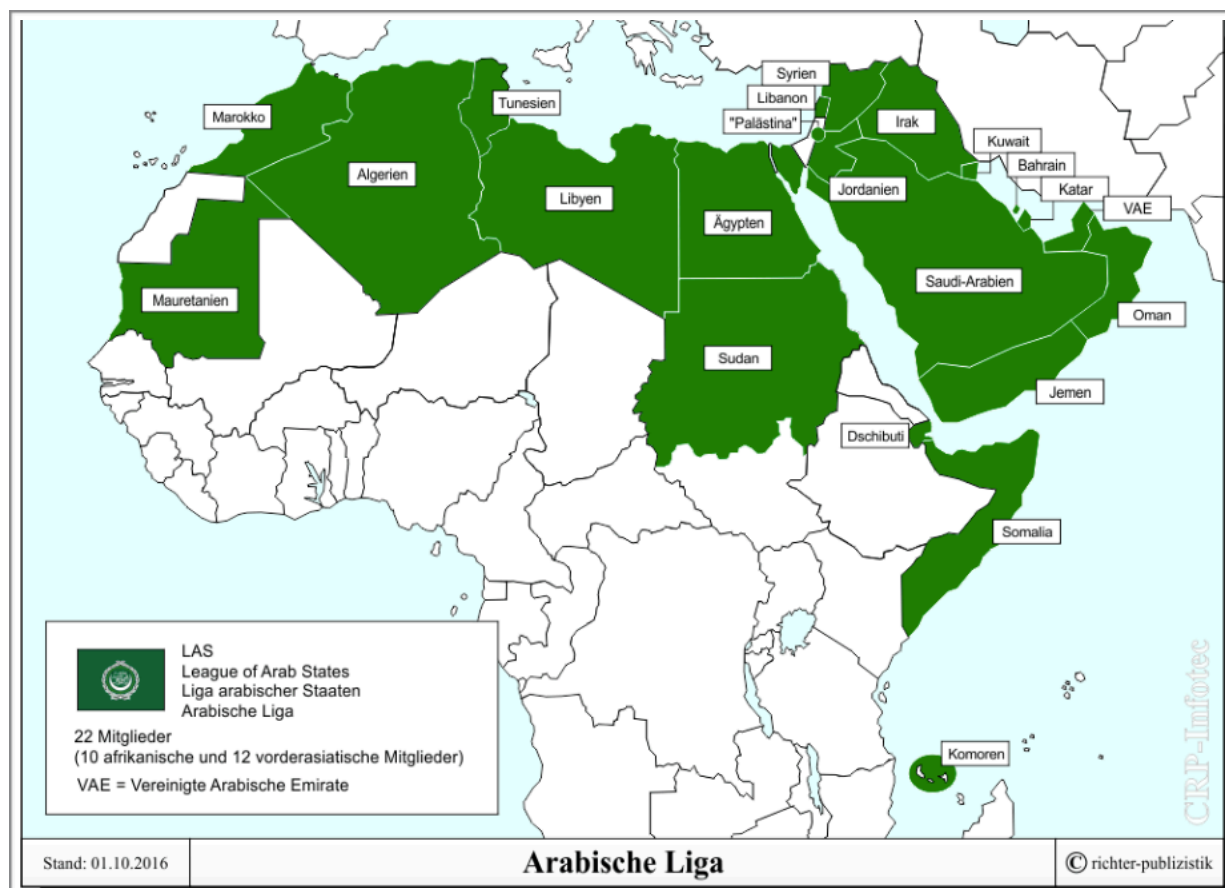 Syrien
Libanon
Tunesien
Marokko
"Palästina"
Irak
Kuwait
Bahrain
Algerien
Jordanien
Katar
Libyen
VAE
Ägypten
Saudi-Arabien
Mauretanien
Oman
Sudan
Jemen
Dschibuti
Somalia
LAS
League of Arab States
Liga arabischer Staaten
Arabische Liga
22 Mitglieder
(10 afrikanische und 12 vorderasiatische Mitglieder)
VAE = Vereinigte Arabische Emirate
Komoren
CRP-Infotec
Stand: 01.10.2016
Arabische Liga
© richter-publizistik